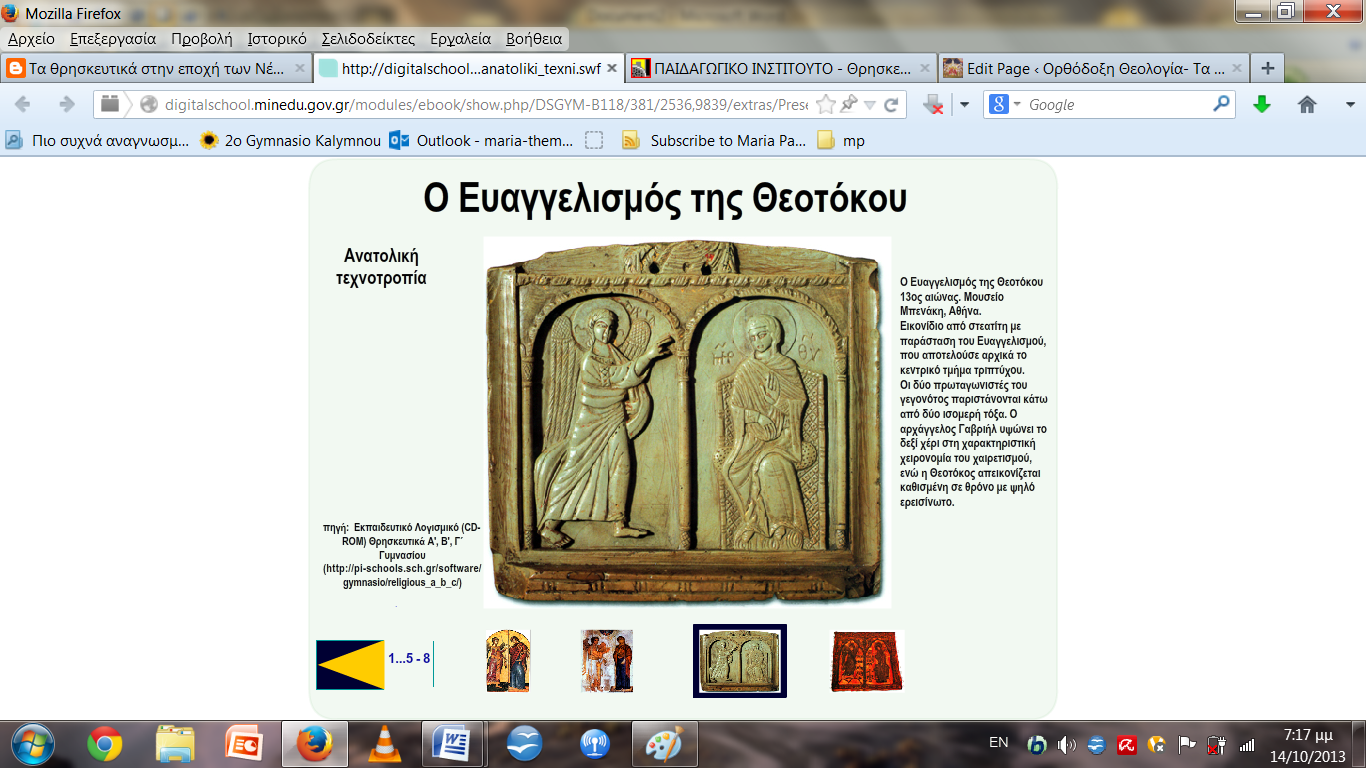 Mozilla Firefox
Αρχείο Επεξεργασία Προβολή Ιστορικό Σελιδοδείκτες Εργαλεία Βοήθεια
Τα θρησκευτικά στην εποχή των Νέ... http://digitalschool...anatoliki_texni.swf ΠΑΙΔΑΓΩΓΙΚΟ ΙΝΣΤΙΤΟΥΤΟ - Θρησκε... Edit Page ‹ Ορθόδοξη Θεολογία- Τα ...
digitalschool.minedu.gov.gr/modules/ebook/show.php/DSGYM-B118/381/2536,9839/extras/Prese Google
Πιο συχνά αναγνωσμ... 2o Gymnasio Kalymnou Outlook - maria-them... Subscribe to Maria Pa... mp
Ο Ευαγγελισμός της Θεοτόκου
Ανατολική
τεχνοτροπία
Ο Ευαγγελισμός της Θεοτόκου
13ος αιώνας. Μουσείο
Μπενάκη, Αθήνα.
Εικονίδιο από στεατίτη με
παράσταση του Ευαγγελισμού,
που αποτελούσε αρχικά το
κεντρικό τμήμα τριπτύχου.
Οι δύο πρωταγωνιστές του
γεγονότος παριστάνονται κάτω
από δύο ισομερή τόξα. Ο
αρχάγγελος Γαβριήλ υψώνει το
δεξί χέρι στη χαρακτηριστική
χειρονομία του χαιρετισμού,
ενώ η Θεοτόκος απεικονίζεται
καθισμένη σε θρόνο με ψηλό
ερεισίνωτο.
πηγή: Εκπαιδευτικό Λογισμικό (CD-
ROM) Θρησκευτικά Α', Β', Γ΄
Γυμνασίου
(http://pi-schools.sch.gr/software/
gymnasio/religious_a_b_c/)
1...5 - 8
EN
7:17 μμ
14/10/2013